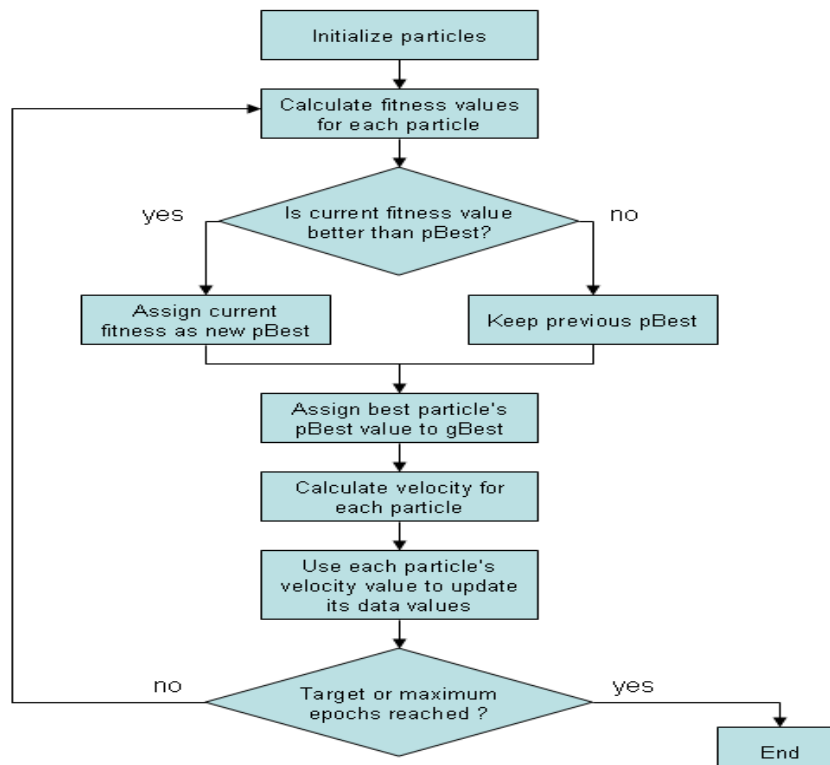 Initialize particles
Calculate fitness values
for each particle
yes
Is current fitness value
better than pBest?
no
Assign current
fitness as new pBest
Keep previous pBest
Assign best particle's
pBest value to gBest
Calculate velocity for
each particle
Use each particle's
velocity value to update
its data values
no
Target or maximum
epochs reached ?
yes
End